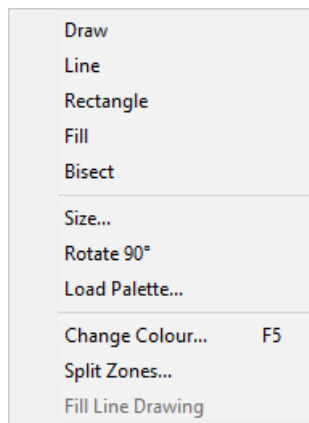 Draw
Line
Rectangle
Fill
Bisect
Size...
Rotate 90°
Load Palette...
Change Colour... F5
Split Zones...
Fill Line Drawing